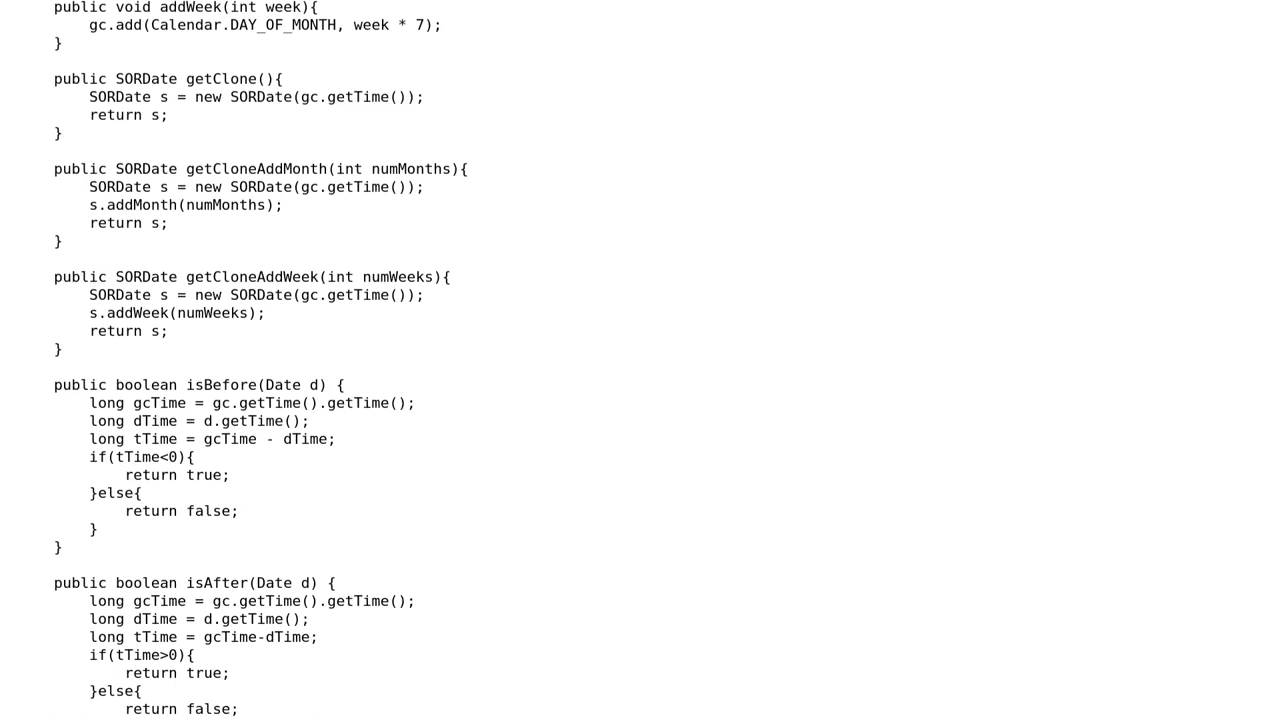 public void addWeek(int week){
    gc.add(Calendar.DAY_OF_MONTH, week * 7);
}

public SORDate getClone(){
    SORDate s = new SORDate(gc.getTime());
    return s;
}

public SORDate getCloneAddMonth(int numMonths){
    SORDate s = new SORDate(gc.getTime());
    s.addMonth(numMonths);
    return s;
}

public SORDate getCloneAddWeek(int numWeeks){
    SORDate s = new SORDate(gc.getTime());
    s.addWeek(numWeeks);
    return s;
}

public boolean isBefore(Date d) {
    long gcTime = gc.getTime().getTime();
    long dTime = d.getTime();
    long tTime = gcTime - dTime;
    if(tTime<0){
        return true;
    }else{
        return false;
    }
}

public boolean isAfter(Date d) {
    long gcTime = gc.getTime().getTime();
    long dTime = d.getTime();
    long tTime = gcTime-dTime;
    if(tTime>0){
        return true;
    }else{
        return false;